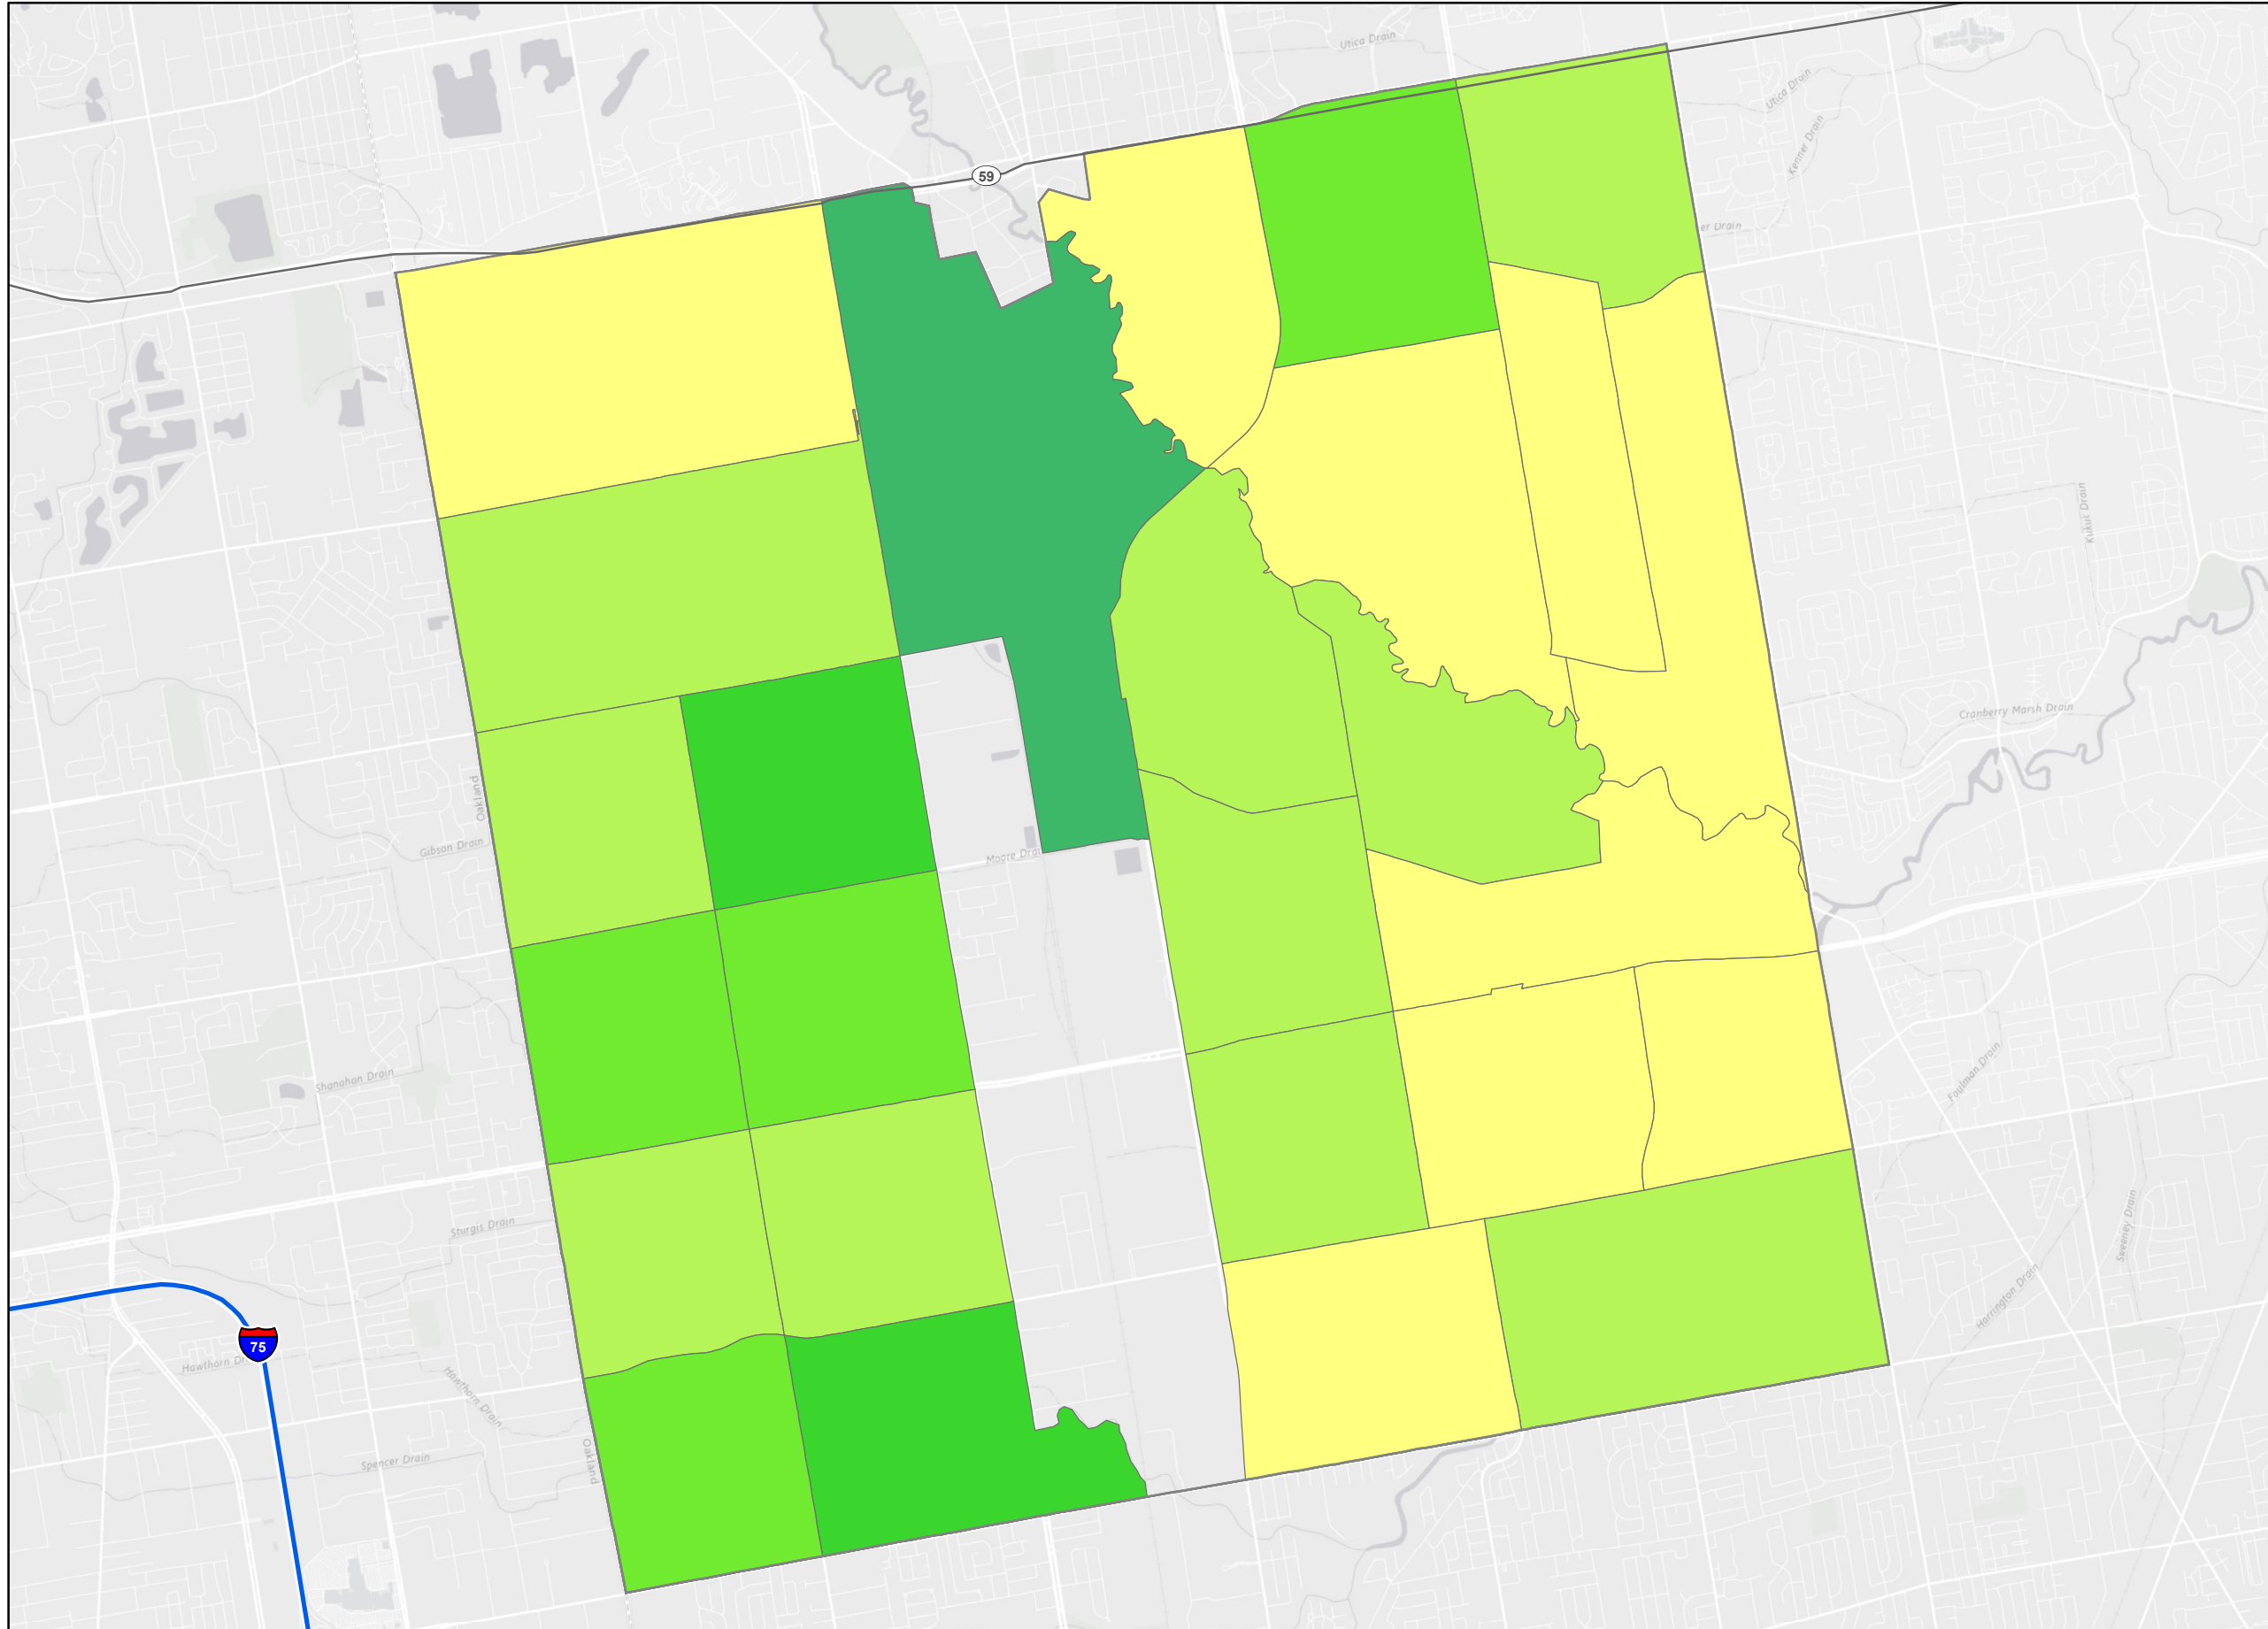 Utica Drain
Utica Drain
Kenner Drain
59
er Drain
Kukuk Drain
Cranberry Marsh Drain
Oakland
Gibson Drain
Moore Drain
Shanahan Drain
Faulman Drain
Sturgis Drain
Sweeney Drain
Harrington Drain
75
Hawthorn Dr
Hawthorn Drain
Oakland
Spencer Drain